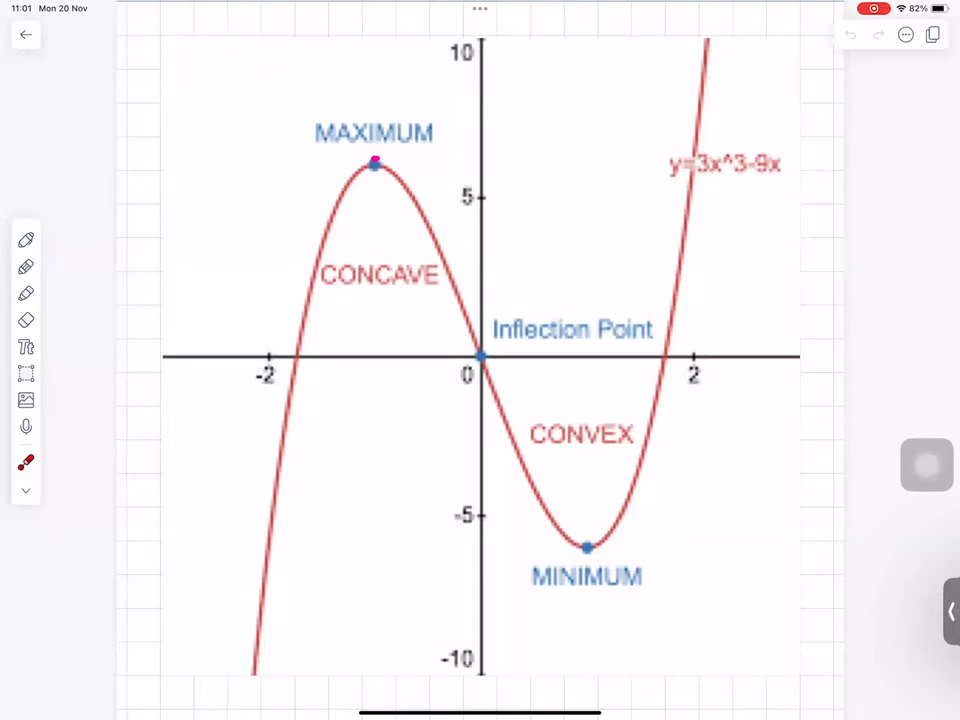 11:01 Mon 20 Nov
82%
10
MAXIMUM
y=3x^3-9x
5
CONCAVE
Inflection Point
-2
0
2
CONVEX
-5
MINIMUM
-10
Tt